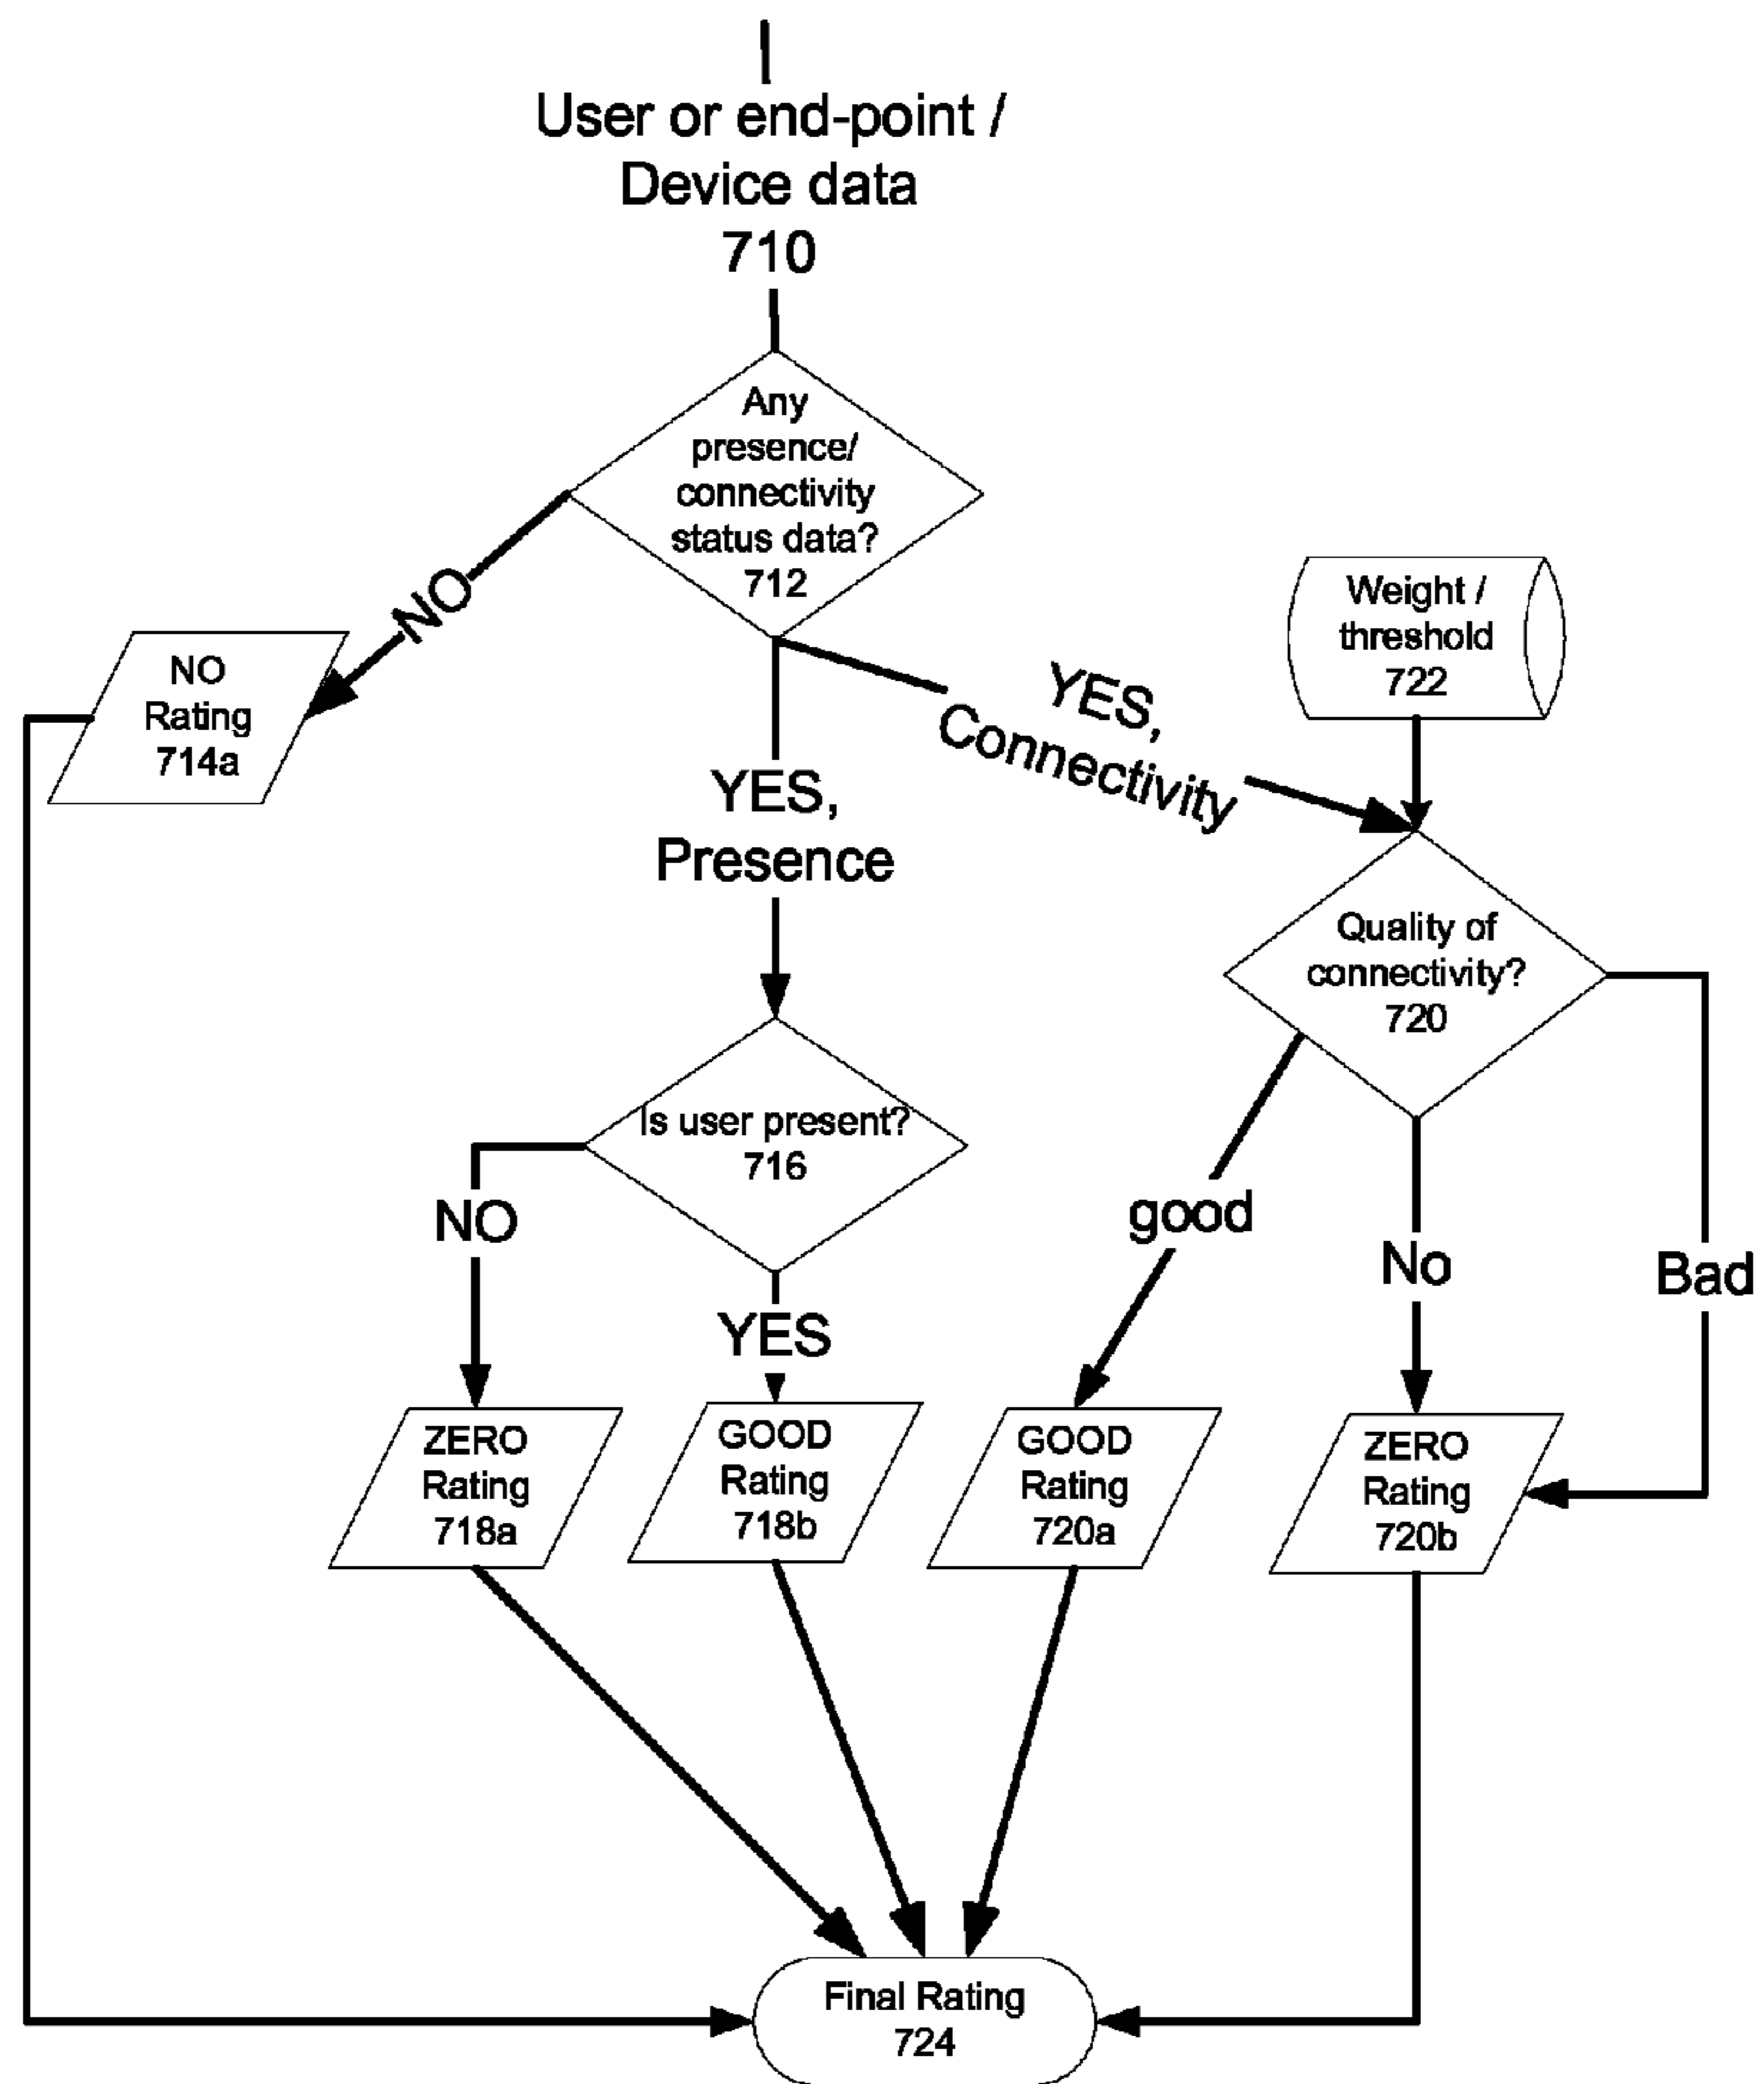 User or end-point /
Device data
710
Any
presence/
connectivity
status data?
712
NO
NO
Rating
714a
YES,
Connectivity
Weight /
threshold
722
YES,
Presence
Quality of
connectivity?
720
Is user present?
716
NO
YES
good
No
Bad
ZERO
Rating
718a
GOOD
Rating
718b
GOOD
Rating
720a
ZERO
Rating
720b
Final Rating
724